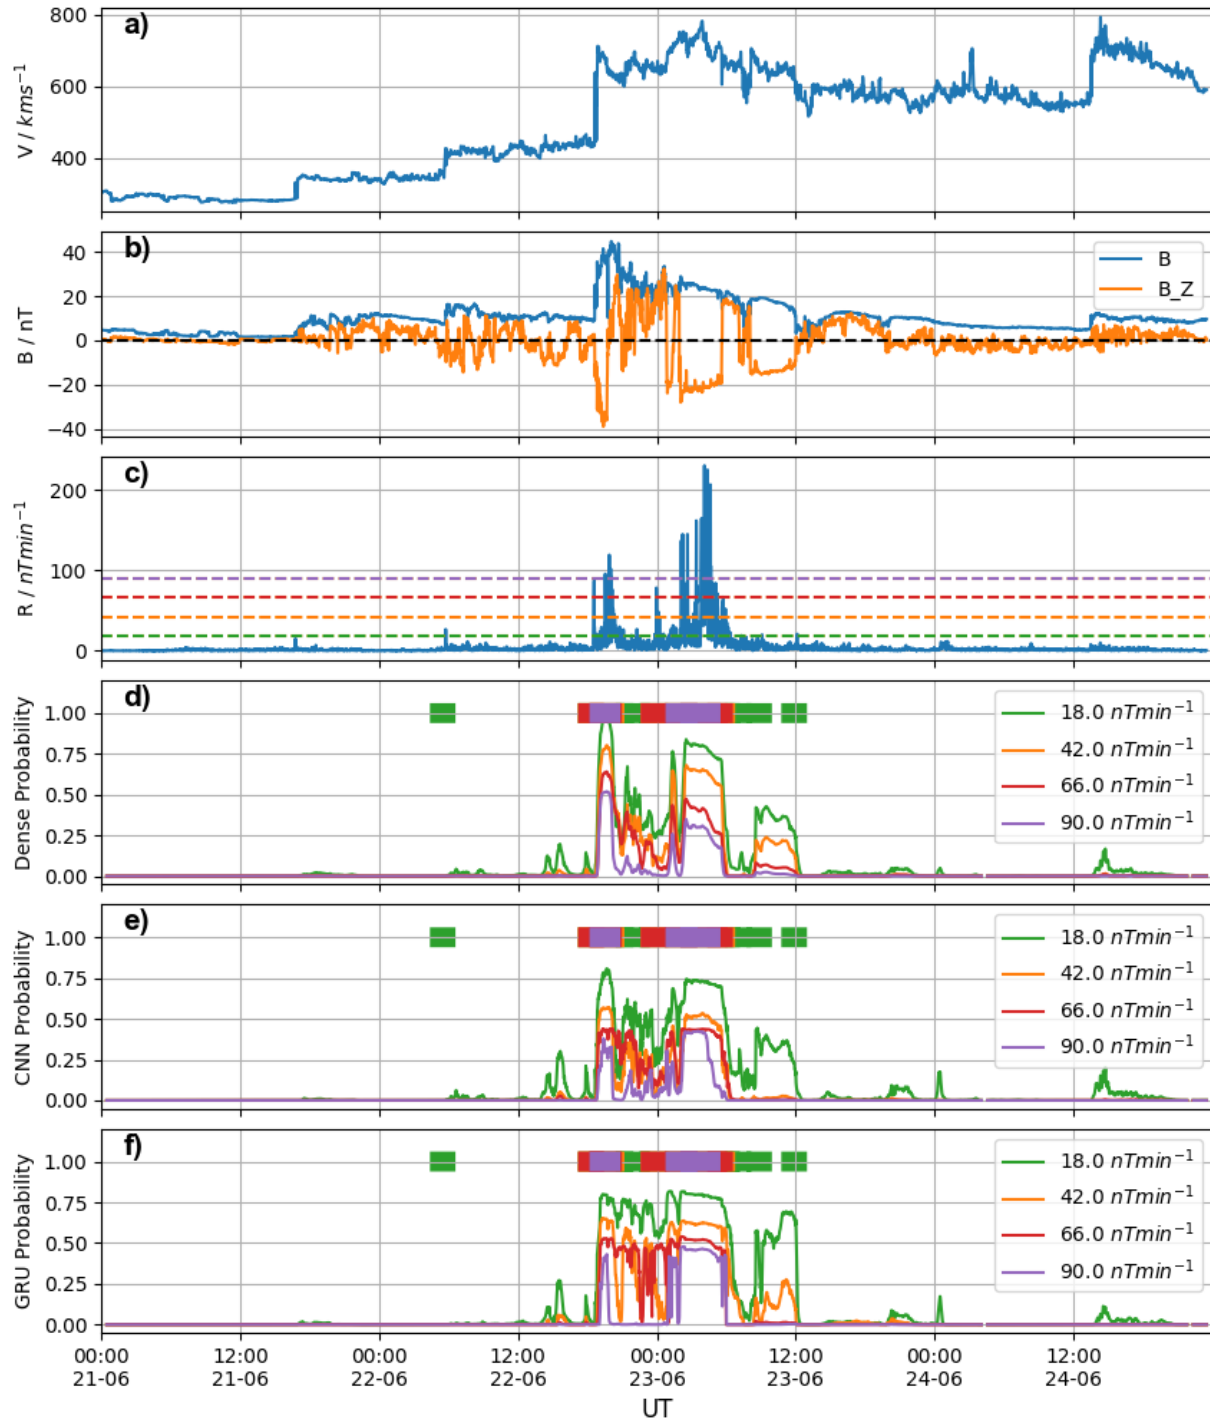 a)
800
600
400
V / kms⁻¹
b)
40
20
0
−20
−40
B / nT
B
B_Z
c)
200
100
0
R / nTmin⁻¹
d)
1.00
0.75
0.50
0.25
0.00
Dense Probability
18.0 nTmin⁻¹
42.0 nTmin⁻¹
66.0 nTmin⁻¹
90.0 nTmin⁻¹
e)
1.00
0.75
0.50
0.25
0.00
CNN Probability
18.0 nTmin⁻¹
42.0 nTmin⁻¹
66.0 nTmin⁻¹
90.0 nTmin⁻¹
f)
1.00
0.75
0.50
0.25
0.00
GRU Probability
18.0 nTmin⁻¹
42.0 nTmin⁻¹
66.0 nTmin⁻¹
90.0 nTmin⁻¹
00:00 12:00 00:00 12:00 00:00 12:00 00:00 12:00
21-06 21-06 22-06 22-06 23-06 23-06 24-06 24-06
UT